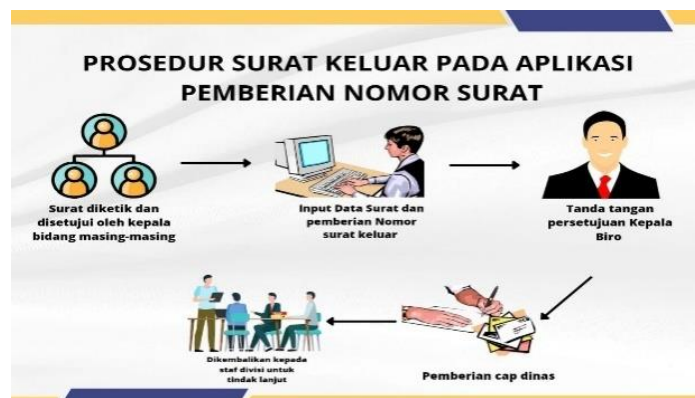 PROSEDUR SURAT KELUAR PADA APLIKASI
PEMBERIAN NOMOR SURAT
Surat diketik dan
disetujui oleh kepala
bidang masing-masing
Input Data Surat dan
pemberian Nomor
surat keluar
Tanda tangan
persetujuan Kepala
Biro
Pemberian cap dinas
Dikembalikan kepada
staf divisi untuk
tindak lanjut